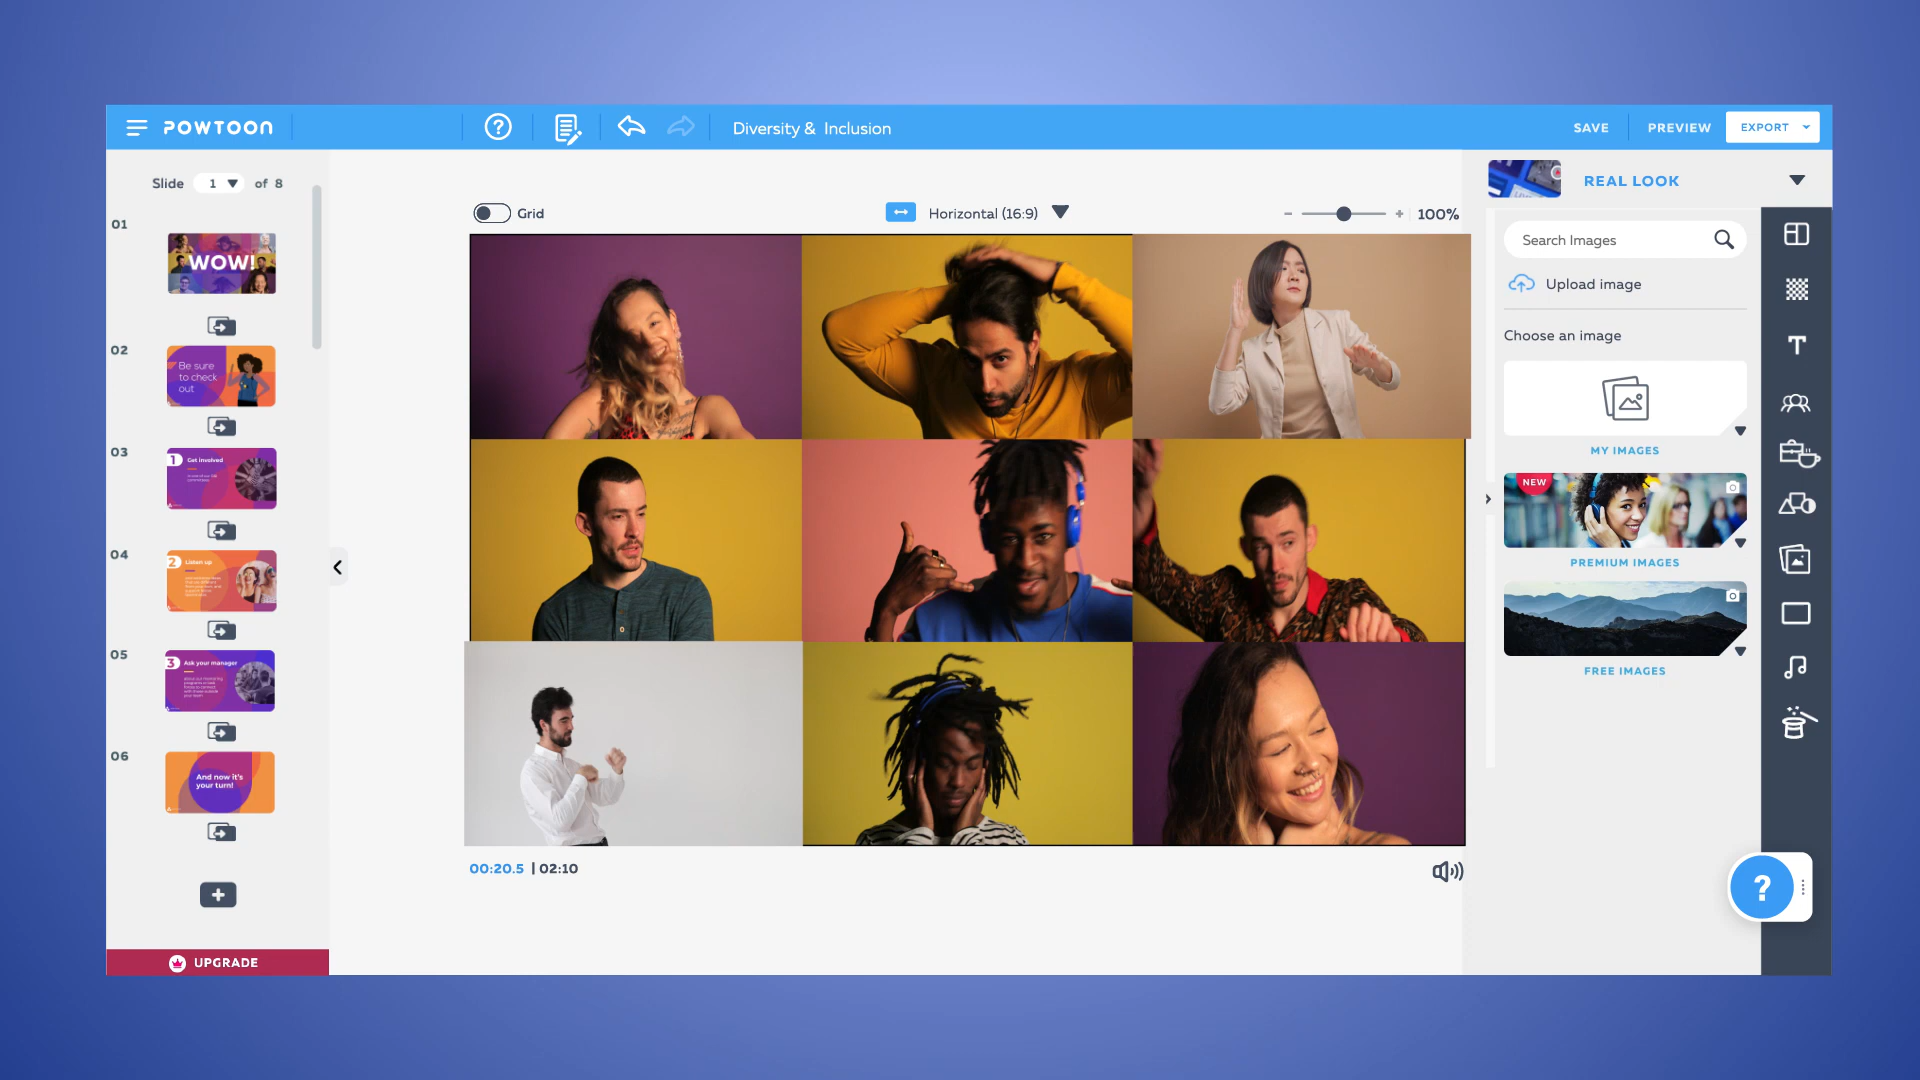 POWTOON
?
Diversity & Inclusion
SAVE
PREVIEW
EXPORT
Slide 1 of 8
01
WOW!
02
Be sure
to check
out
03
1 Get involved
04
2 Listen up
05
3 Ask your manager
06
And now it's
your turn!
+
UPGRADE
Grid
Horizontal (16:9)
- + 100%
00:20.5 | 02:10
REAL LOOK
Search Images
Upload image
Choose an image
MY IMAGES
NEW
PREMIUM IMAGES
FREE IMAGES
T
?